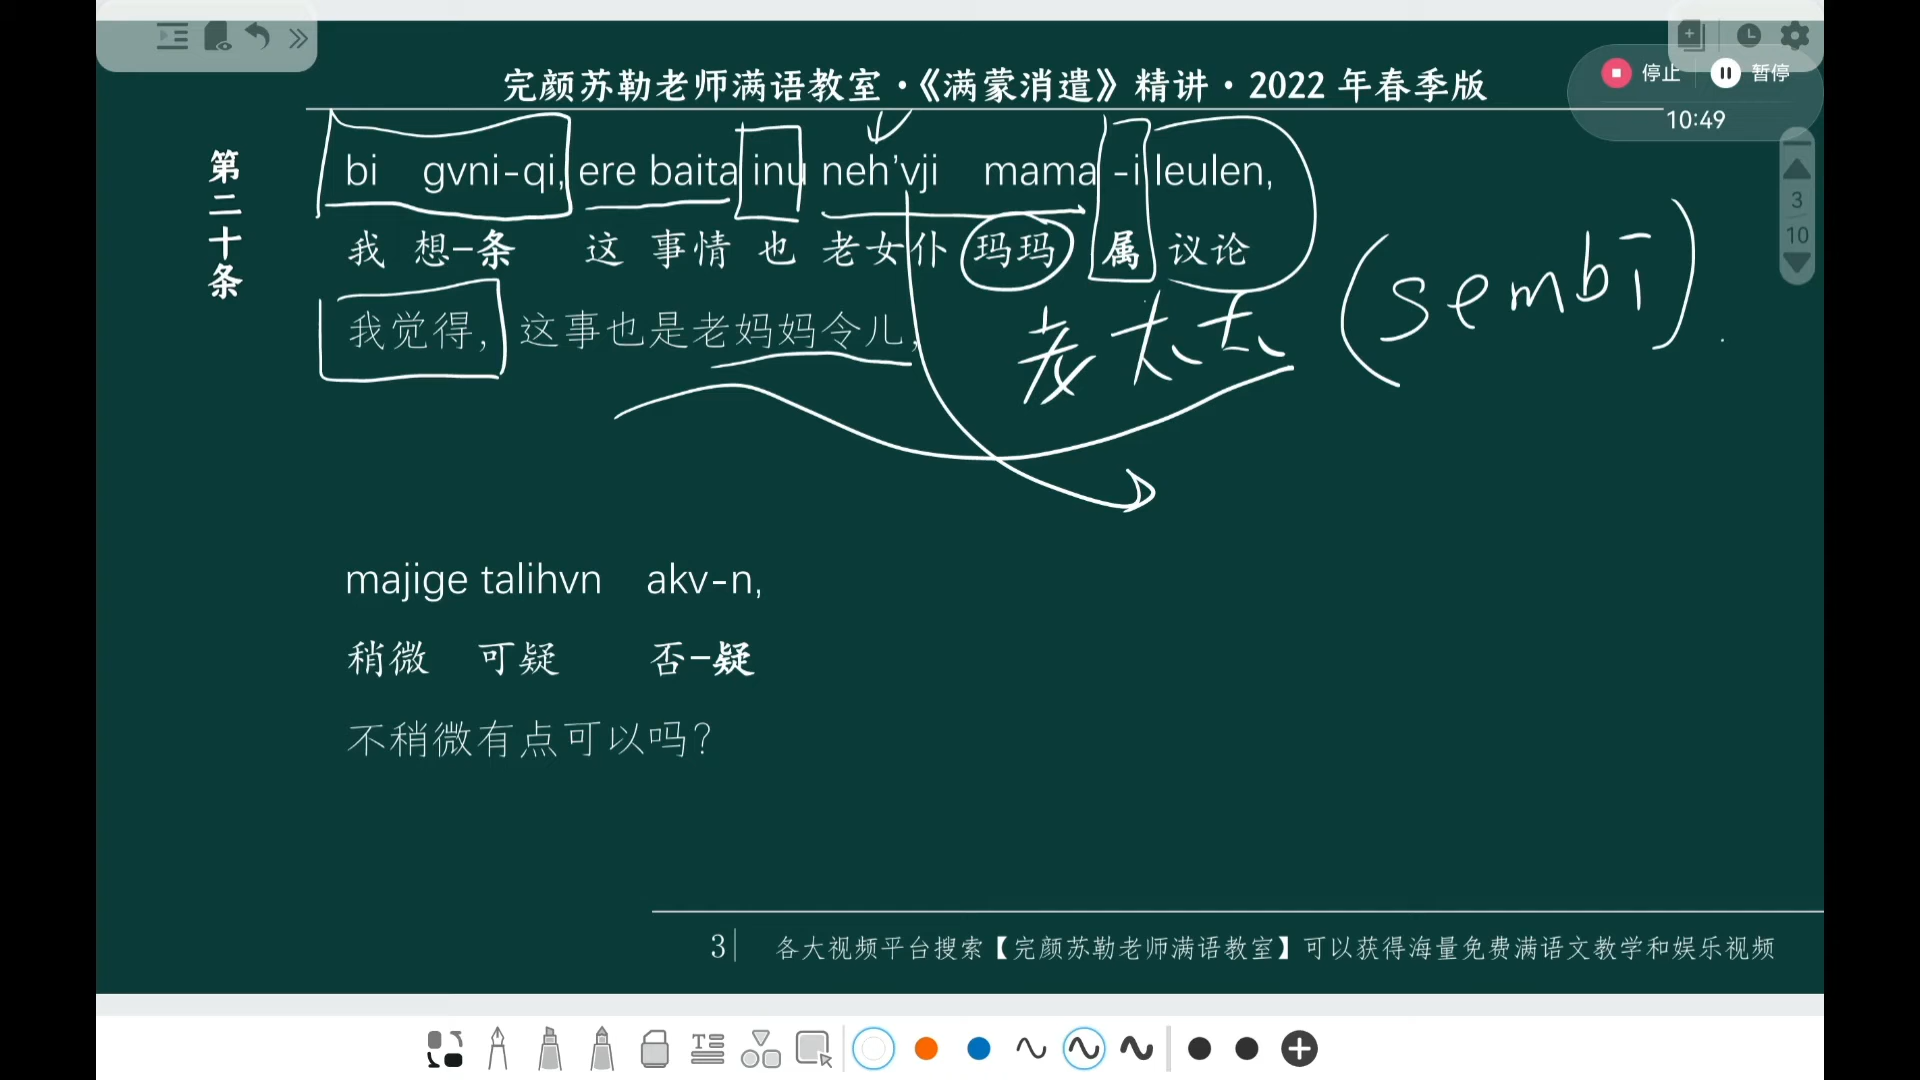 停止 暂停
10:49
完颜苏勒老师满语教室·《满蒙消遣》精讲·2022 年春季版
第二十条
bi gvni-qi, ere baita inu neh'vji mama -i leulen,
我 想-条 这 事情 也 老女仆 玛玛 属 议论
(sembi)
我觉得, 这事也是老妈妈令儿,
老太太
majige talihvn akv-n,
稍微 可疑 否-疑
不稍微有点可以吗?
3
10
3 各大视频平台搜索【完颜苏勒老师满语教室】可以获得海量免费满语文教学和娱乐视频